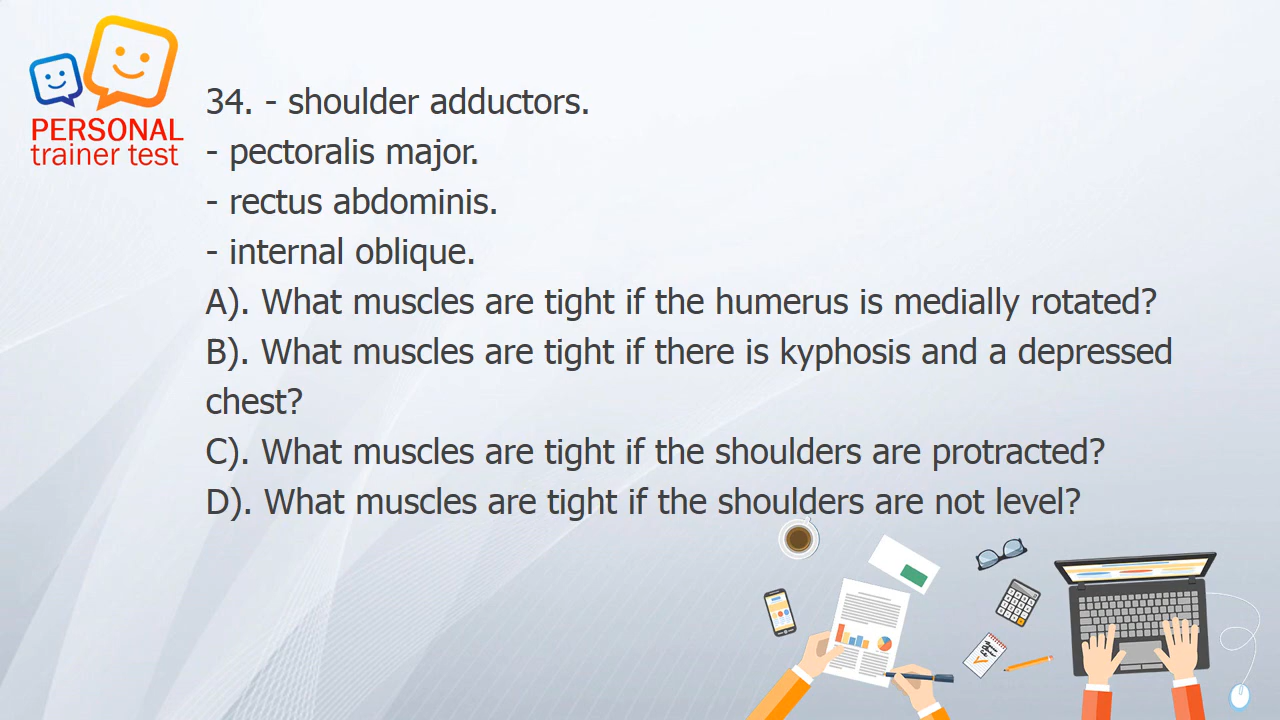 PERSONAL
trainer test
34. - shoulder adductors.
- pectoralis major.
- rectus abdominis.
- internal oblique.
A). What muscles are tight if the humerus is medially rotated?
B). What muscles are tight if there is kyphosis and a depressed
chest?
C). What muscles are tight if the shoulders are protracted?
D). What muscles are tight if the shoulders are not level?